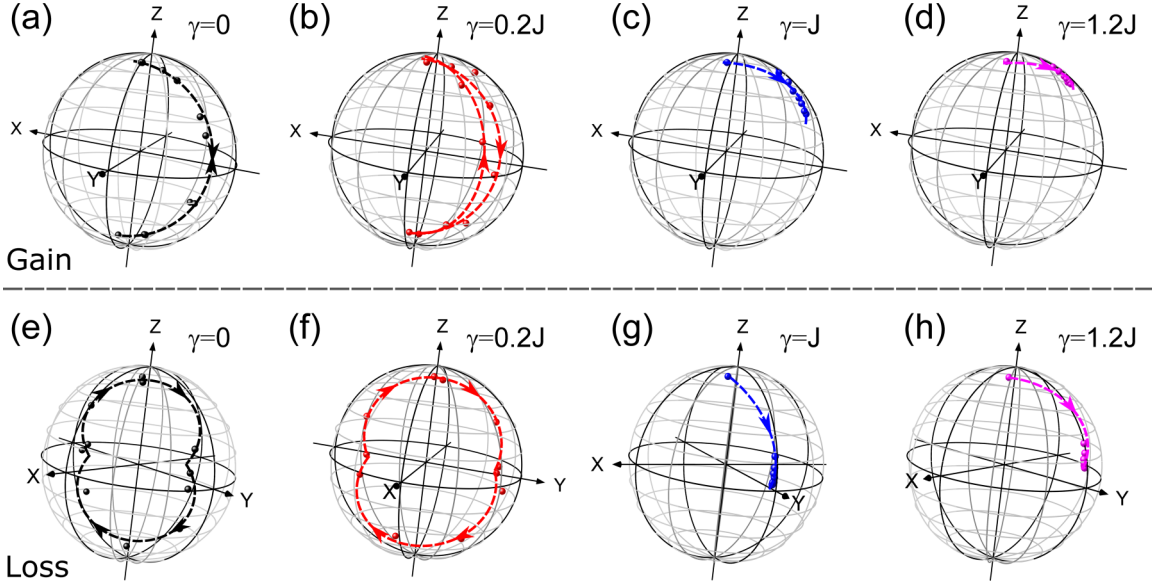 (a) γ=0
Z
X
Y
(b) γ=0.2J
Z
X
Y
(c) γ=J
Z
X
Y
(d) γ=1.2J
Z
X
Y
Gain
(e) γ=0
Z
X
Y
(f) γ=0.2J
Z
X
Y
(g) γ=J
Z
X
Y
(h) γ=1.2J
Z
X
Y
Loss